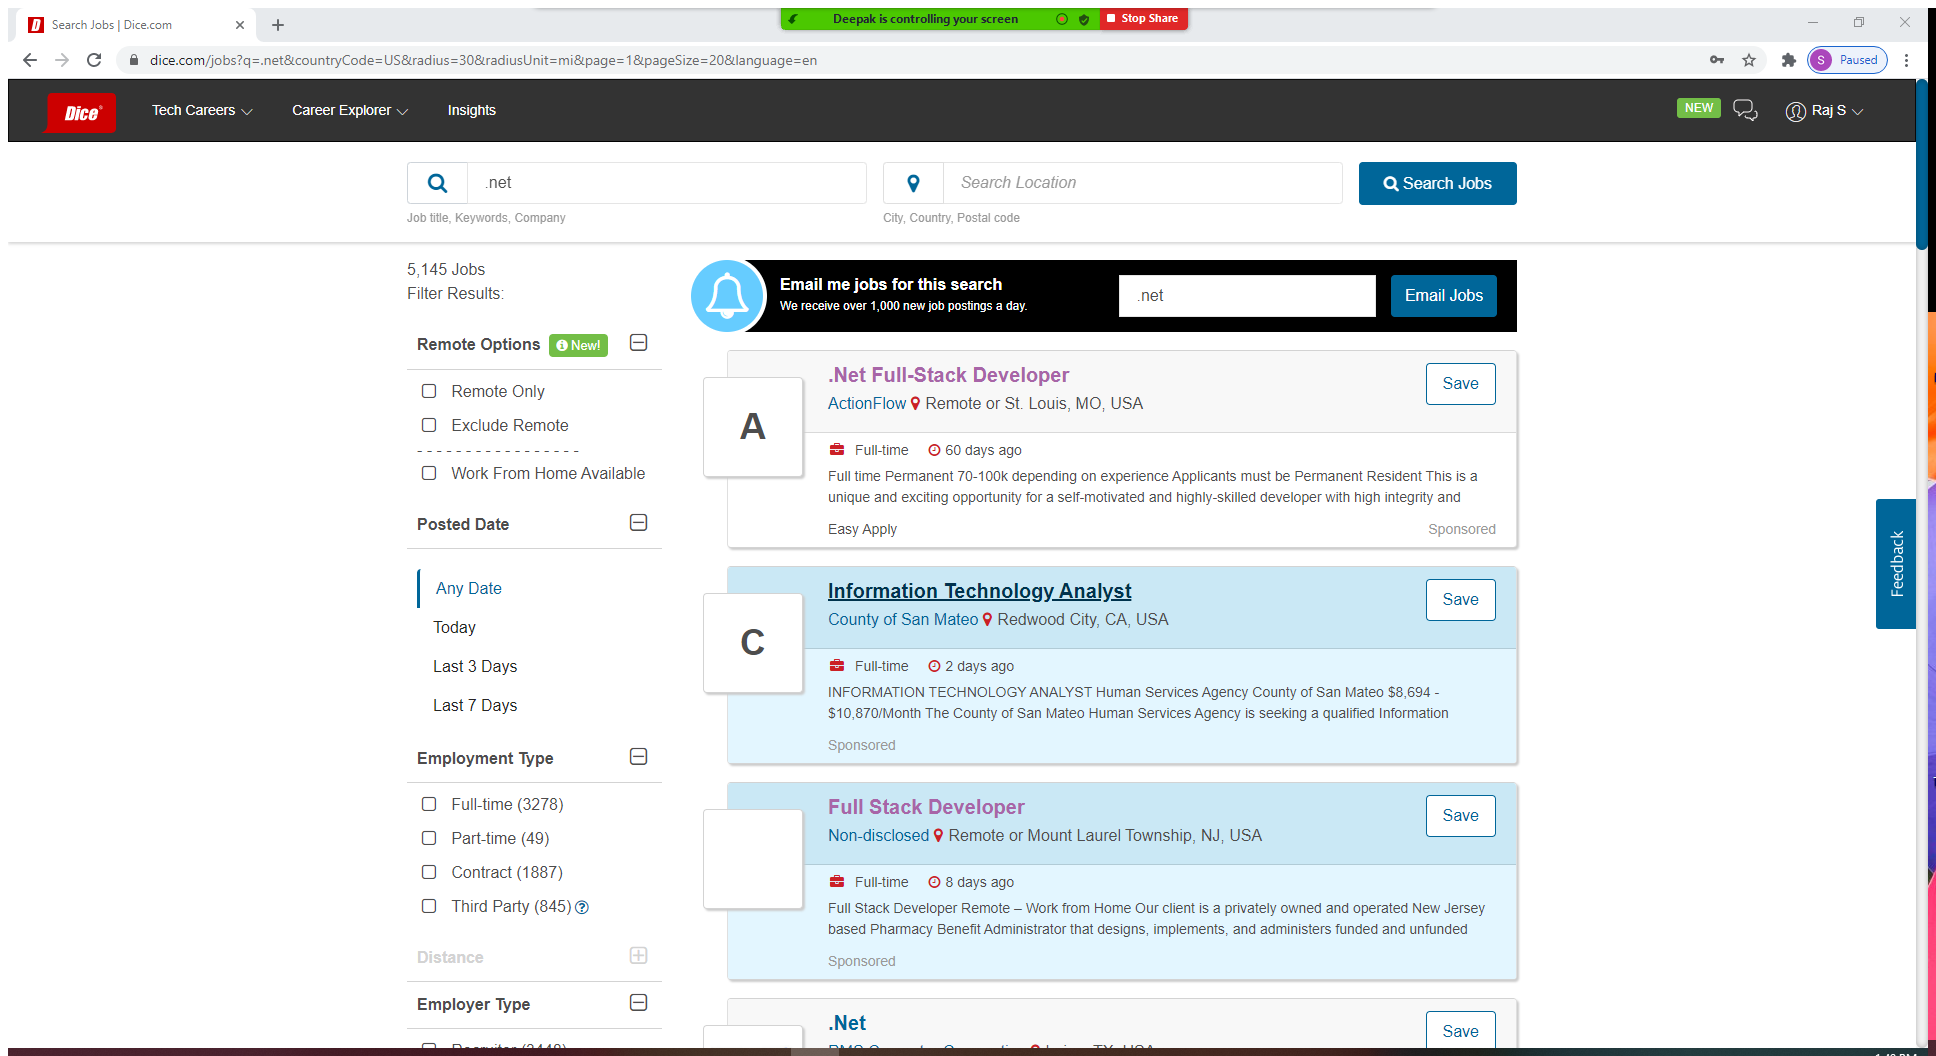 Search Jobs | Dice.com
Deepak is controlling your screen
Stop Share
dice.com/jobs?q=.net&countryCode=US&radius=30&radiusUnit=mi&page=1&pageSize=20&language=en
S Paused
Dice
Tech Careers
Career Explorer
Insights
NEW
Raj S
.net
Search Location
Search Jobs
Job title, Keywords, Company
City, Country, Postal code
5,145 Jobs
Filter Results:
Remote Options
New!
Remote Only
Exclude Remote
Work From Home Available
Posted Date
Any Date
Today
Last 3 Days
Last 7 Days
Employment Type
Full-time (3278)
Part-time (49)
Contract (1887)
Third Party (845)
Distance
Employer Type
Email me jobs for this search
We receive over 1,000 new job postings a day.
.net
Email Jobs
A
.Net Full-Stack Developer
Save
ActionFlow Remote or St. Louis, MO, USA
Full-time 60 days ago
Full time Permanent 70-100k depending on experience Applicants must be Permanent Resident This is a
unique and exciting opportunity for a self-motivated and highly-skilled developer with high integrity and
Easy Apply
Sponsored
C
Information Technology Analyst
Save
County of San Mateo Redwood City, CA, USA
Full-time 2 days ago
INFORMATION TECHNOLOGY ANALYST Human Services Agency County of San Mateo $8,694 -
$10,870/Month The County of San Mateo Human Services Agency is seeking a qualified Information
Sponsored
Full Stack Developer
Save
Non-disclosed Remote or Mount Laurel Township, NJ, USA
Full-time 8 days ago
Full Stack Developer Remote – Work from Home Our client is a privately owned and operated New Jersey
based Pharmacy Benefit Administrator that designs, implements, and administers funded and unfunded
Sponsored
.Net
Save
Feedback